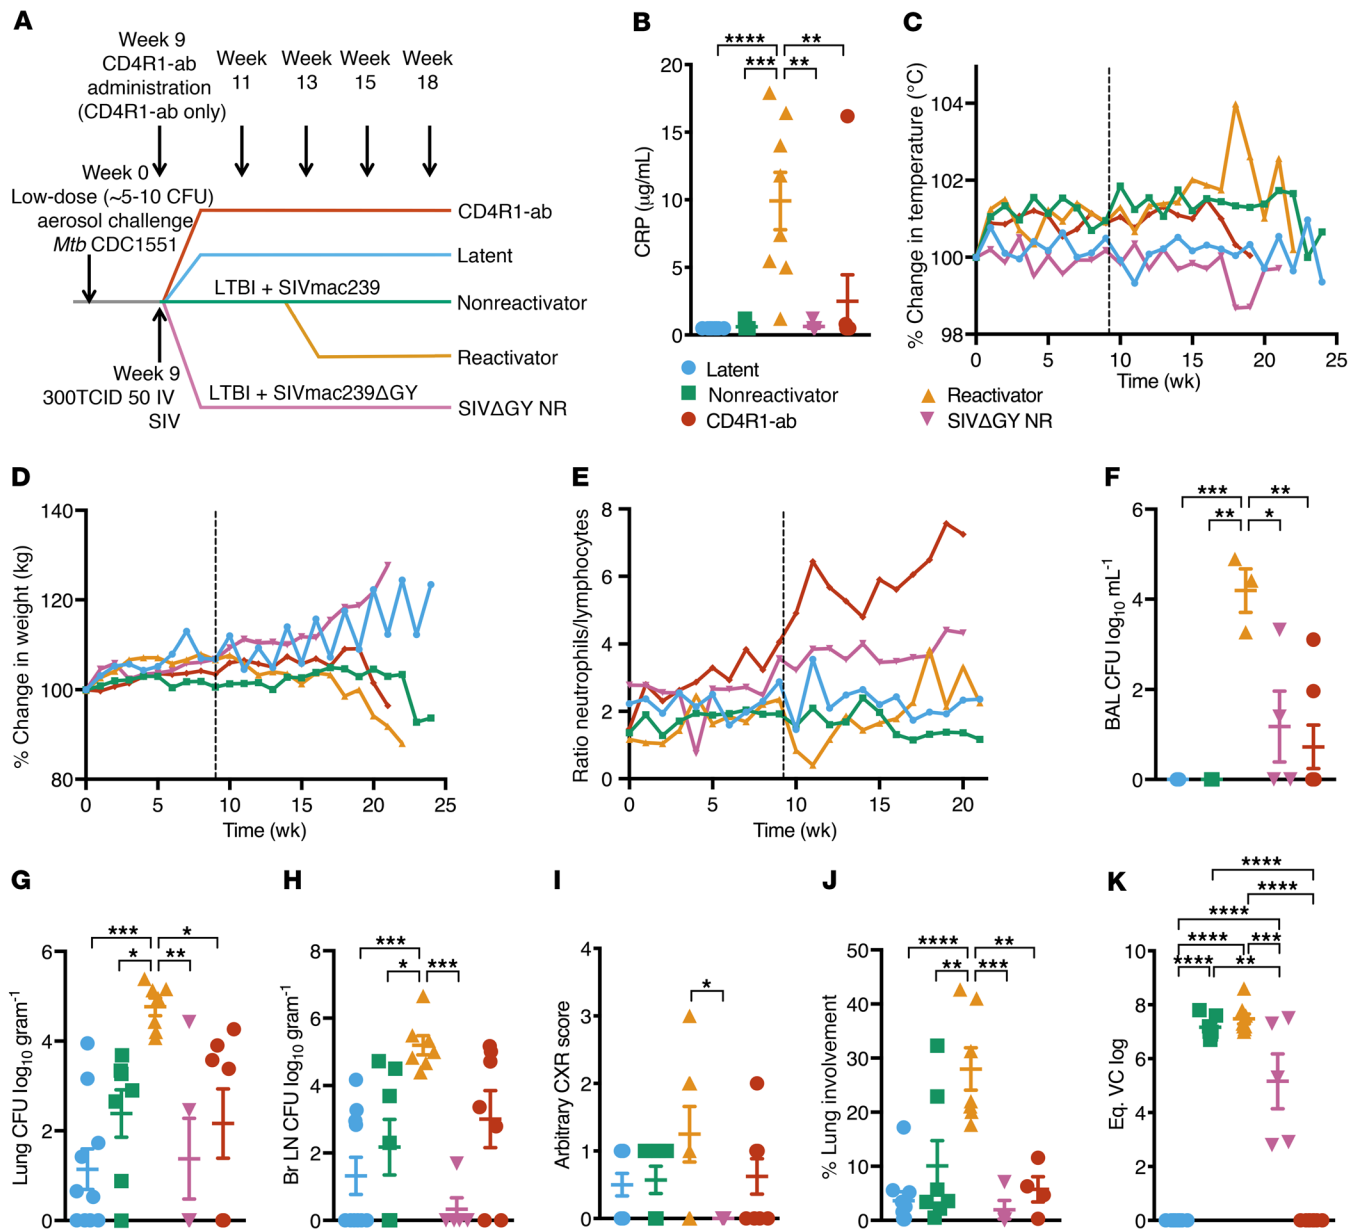 A
Week 9
CD4R1-ab
administration
(CD4R1-ab only)
Week
11
Week
13
Week
15
Week
18
Week 0
Low-dose (~5-10 CFU)
aerosol challenge
Mtb CDC1551
CD4R1-ab
Latent
LTBI + SIVmac239
Nonreactivator
Reactivator
LTBI + SIVmac239ΔGY
SIVΔGY NR
Week 9
300TCID 50 IV
SIV
B
**** **
*** **
CRP (µg/mL)
20
15
10
5
0
C
% Change in temperature (°C)
104
102
100
98
0 5 10 15 20 25
Time (wk)
Latent
Nonreactivator
CD4R1-ab
Reactivator
SIVΔGY NR
D
% Change in weight (kg)
140
120
100
80
0 5 10 15 20 25
Time (wk)
E
Ratio neutrophils/lymphocytes
8
6
4
2
0
0 5 10 15 20
Time (wk)
F
*** **
** *
BAL CFU log10 mL-1
6
4
2
0
G
*** *
* **
Lung CFU log10 gram-1
6
4
2
0
H
***
* ***
Br LN CFU log10 gram-1
8
6
4
2
0
I
*
Arbitrary CXR score
4
3
2
1
0
J
**** **
** ***
% Lung involvement
50
40
30
20
10
0
K
****
****
****
**** ***
**** **
Eq. VC log
10
8
6
4
2
0